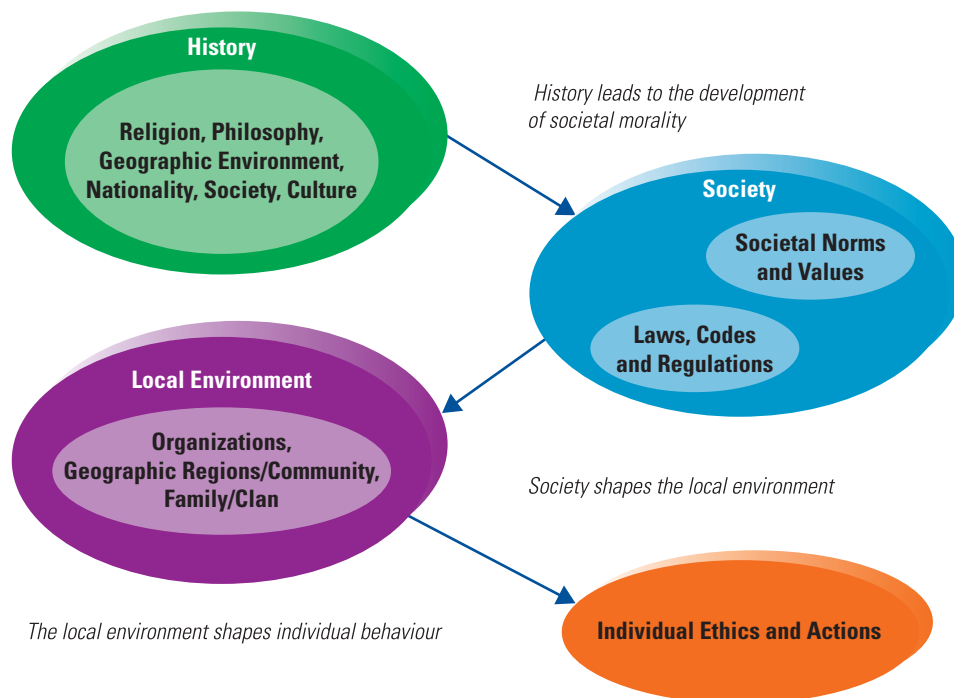 History
Religion, Philosophy,
Geographic Environment,
Nationality, Society, Culture
History leads to the development
of societal morality
Society
Societal Norms
and Values
Laws, Codes
and Regulations
Local Environment
Organizations,
Geographic Regions/Community,
Family/Clan
Society shapes the local environment
The local environment shapes individual behaviour
Individual Ethics and Actions